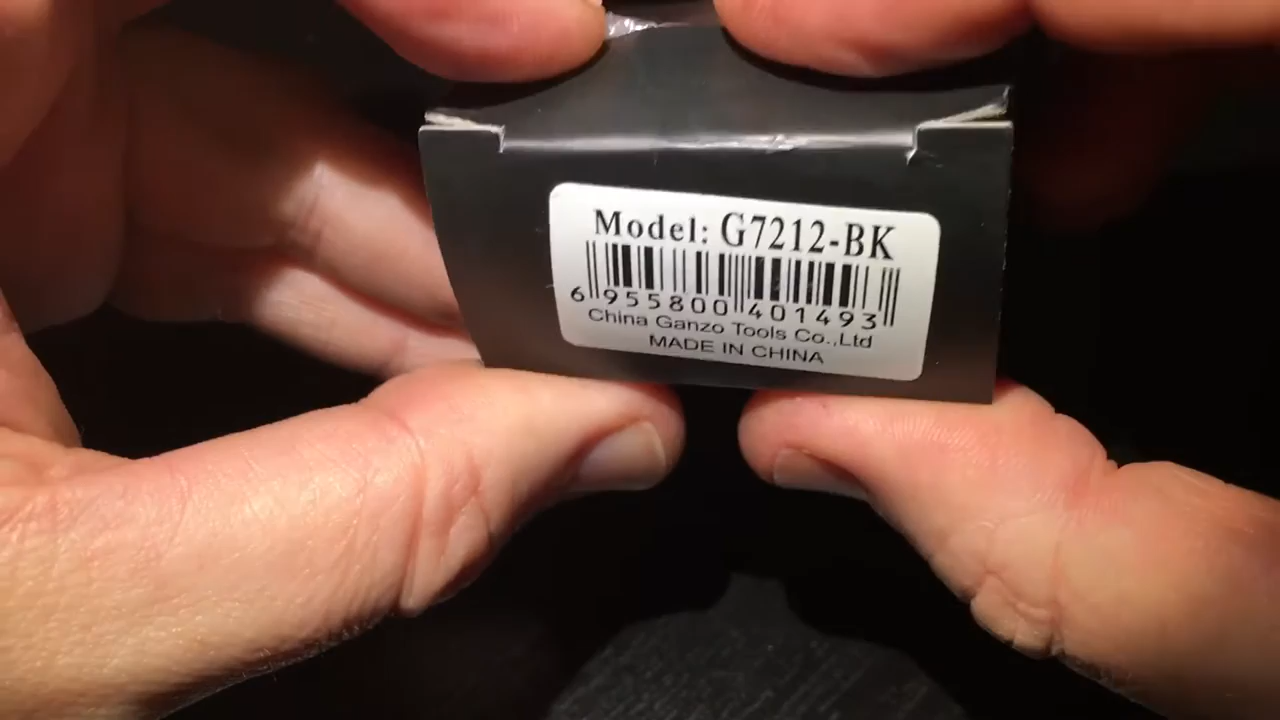 Model: G7212-BK
6 955800 401493
China Ganzo Tools Co.,Ltd
MADE IN CHINA